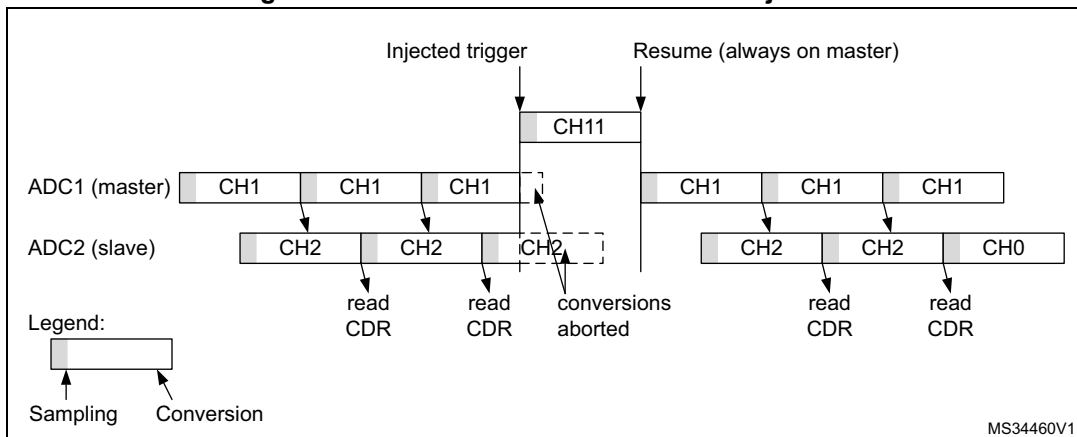 Injected trigger
Resume (always on master)
CH11
ADC1 (master)
CH1
CH1
CH1
CH1
CH1
CH1
ADC2 (slave)
CH2
CH2
CH2
CH2
CH2
CH0
read
CDR
read
CDR
conversions
aborted
read
CDR
read
CDR
Legend:
Sampling
Conversion
MS34460V1